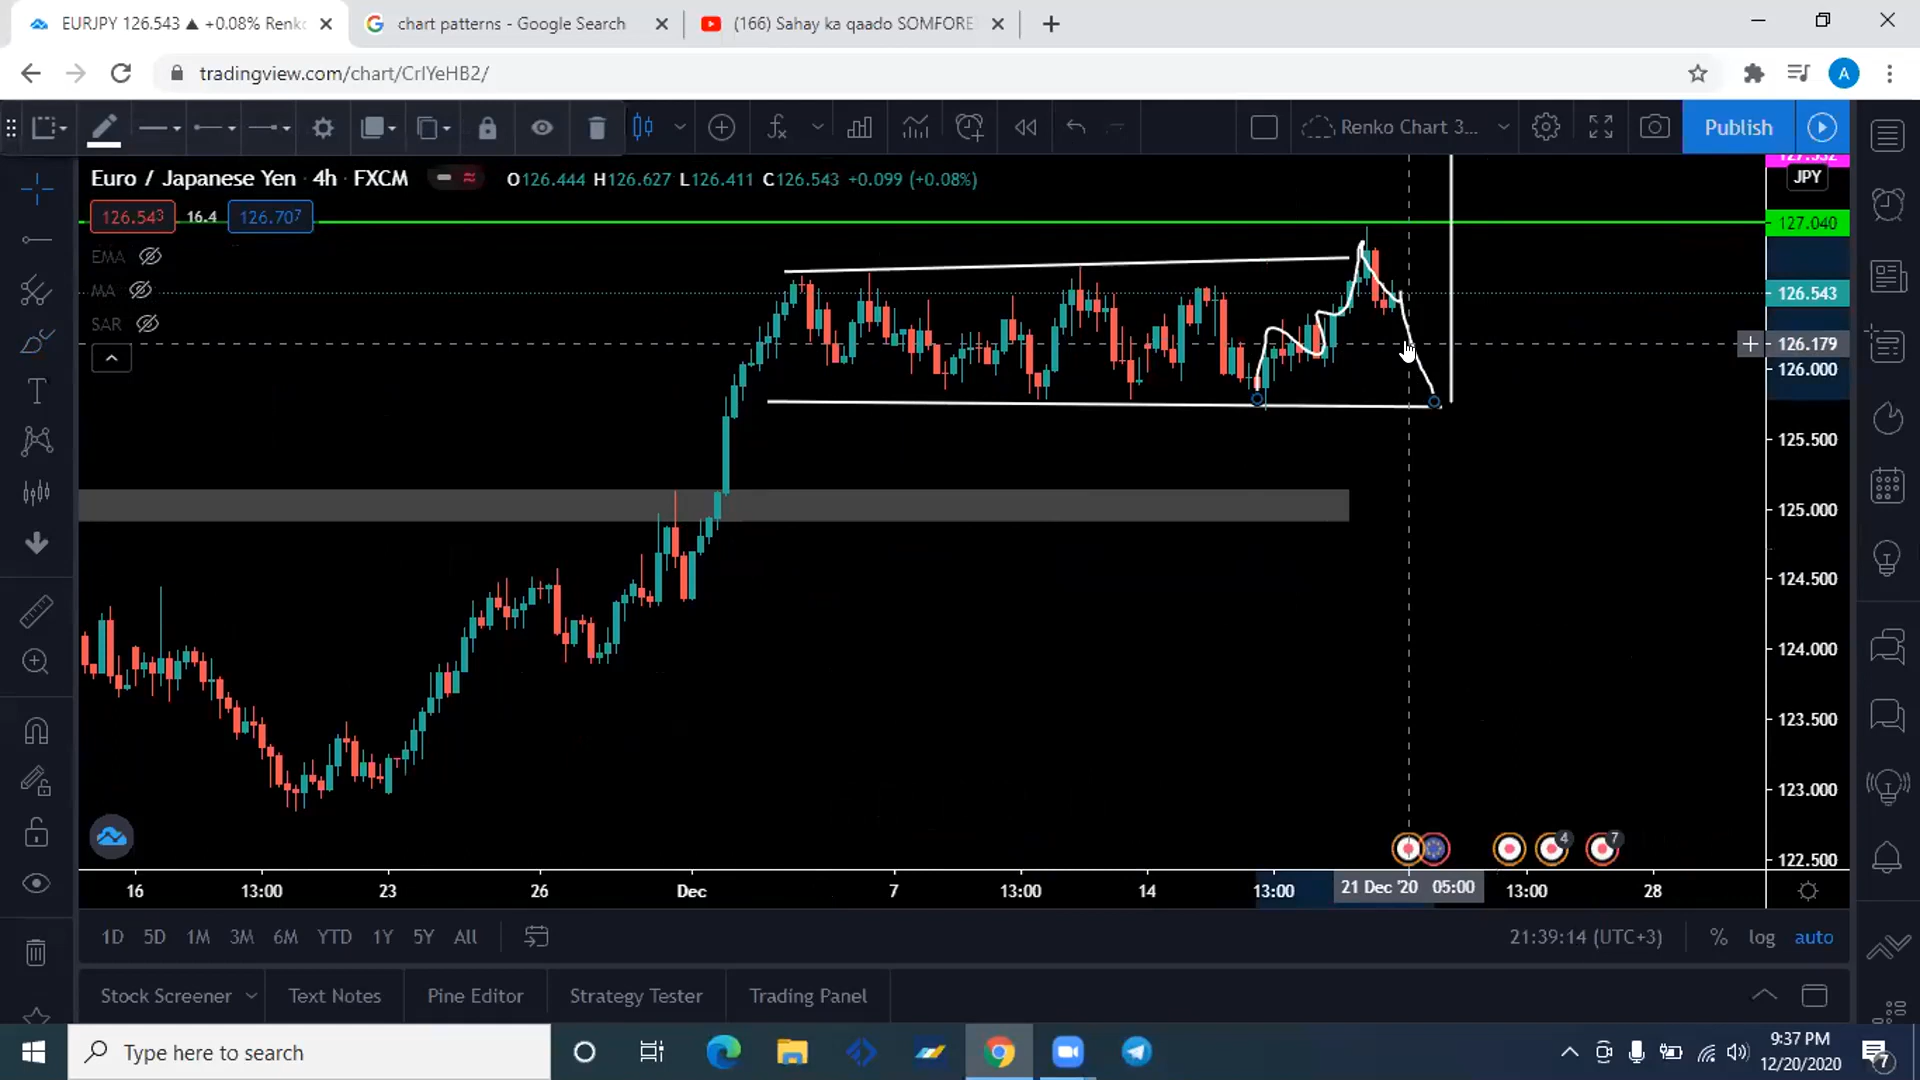 EURJPY 126.543 ▲ +0.08% Renko
chart patterns - Google Search
(166) Sahay ka qaado SOMFORE
tradingview.com/chart/CrIYeHB2/
A
Renko Chart 3...
Publish
Euro / Japanese Yen · 4h · FXCM
O126.444 H126.627 L126.411 C126.543 +0.099 (+0.08%)
JPY
126.543 16.4 126.707
127.040
EMA
MA
126.543
SAR
126.179
126.000
125.500
125.000
124.500
124.000
123.500
123.000
4
7
122.500
16 13:00 23 26 Dec 7 13:00 14 13:00 21 Dec '20 05:00 13:00 28
1D 5D 1M 3M 6M YTD 1Y 5Y All
21:39:14 (UTC+3) % log auto
Stock Screener Text Notes Pine Editor Strategy Tester Trading Panel
Type here to search
9:37 PM
12/20/2020
7